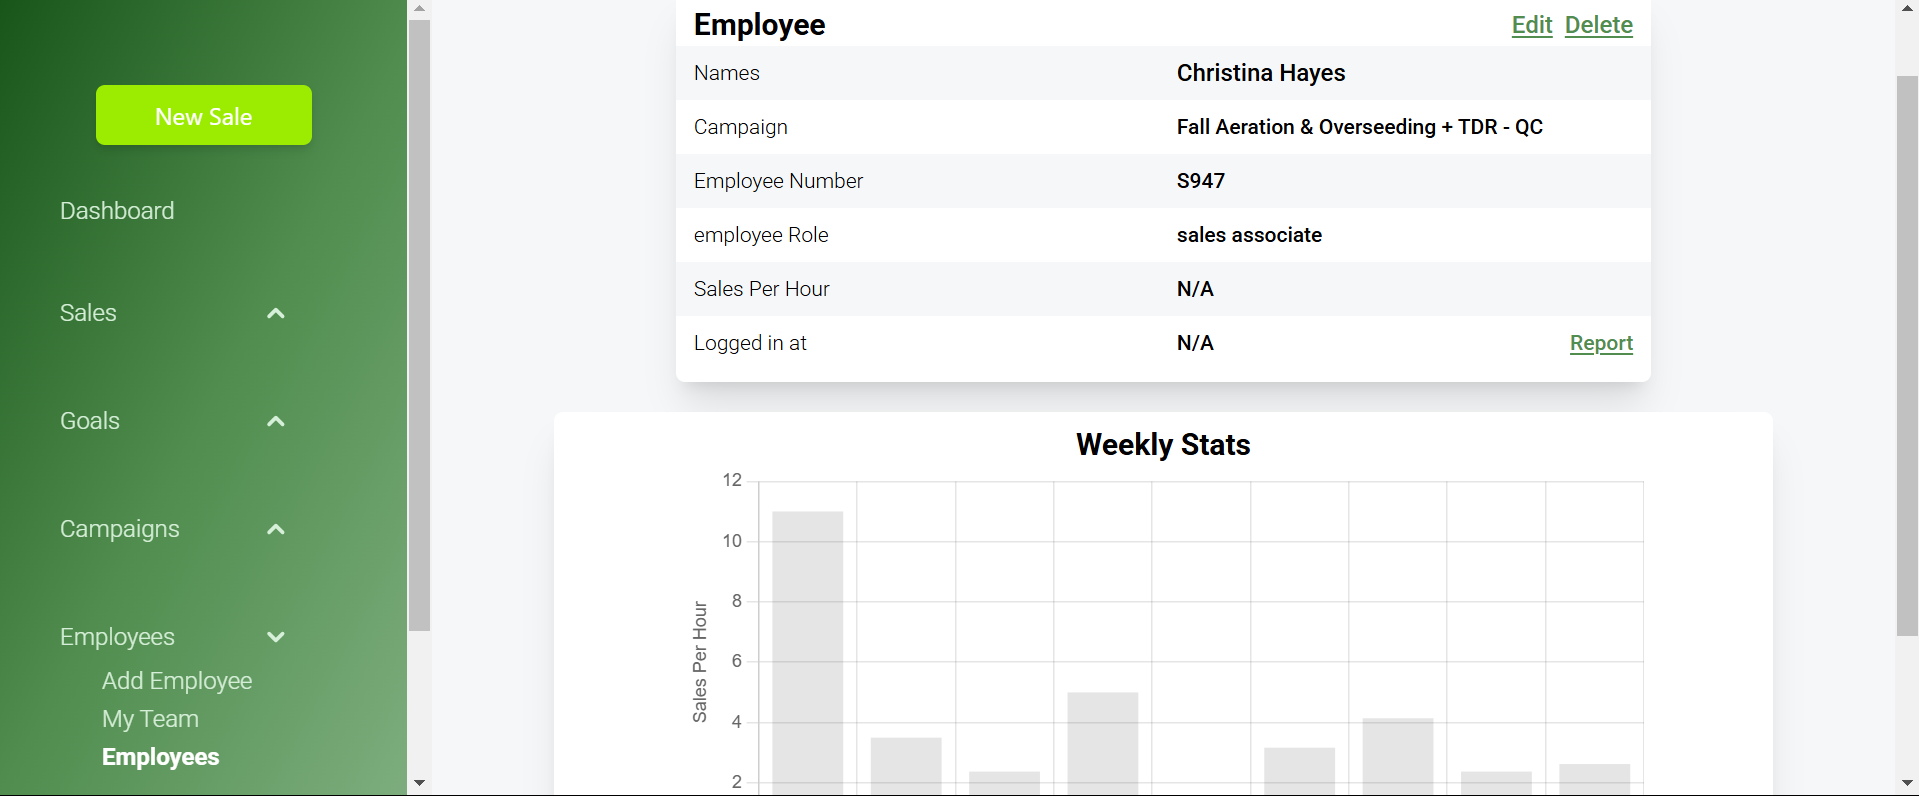 New Sale
Dashboard
Sales
Goals
Campaigns
Employees
Add Employee
My Team
Employees
Employee Edit Delete
Names Christina Hayes
Campaign Fall Aeration & Overseeding + TDR - QC
Employee Number S947
employee Role sales associate
Sales Per Hour N/A
Logged in at N/A Report
Weekly Stats
Sales Per Hour
12
10
8
6
4
2